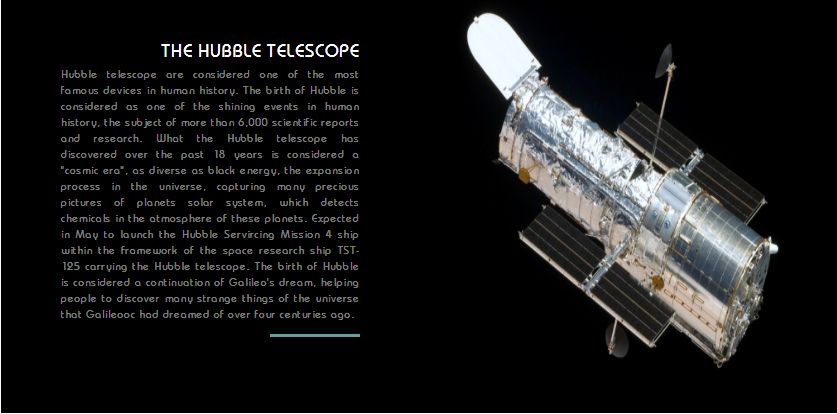 THE HUBBLE TELESCOPE
Hubble telescope are considered one of the most
famous devices in human history. The birth of Hubble is
considered as one of the shining events in human
history, the subject of more than 6,000 scientific reports
and research. What the Hubble telescope has
discovered over the past 18 years is considered a
"cosmic era", as diverse as black energy, the expansion
process in the universe, capturing many precious
pictures of planets solar system, which detects
chemicals in the atmosphere of these planets. Expected
in May to launch the Hubble Servircing Mission 4 ship
within the framework of the space research ship TST-
125 carrying the Hubble telescope. The birth of Hubble
is considered a continuation of Galileo's dream, helping
people to discover many strange things of the universe
that Galileooc had dreamed of over four centuries ago.